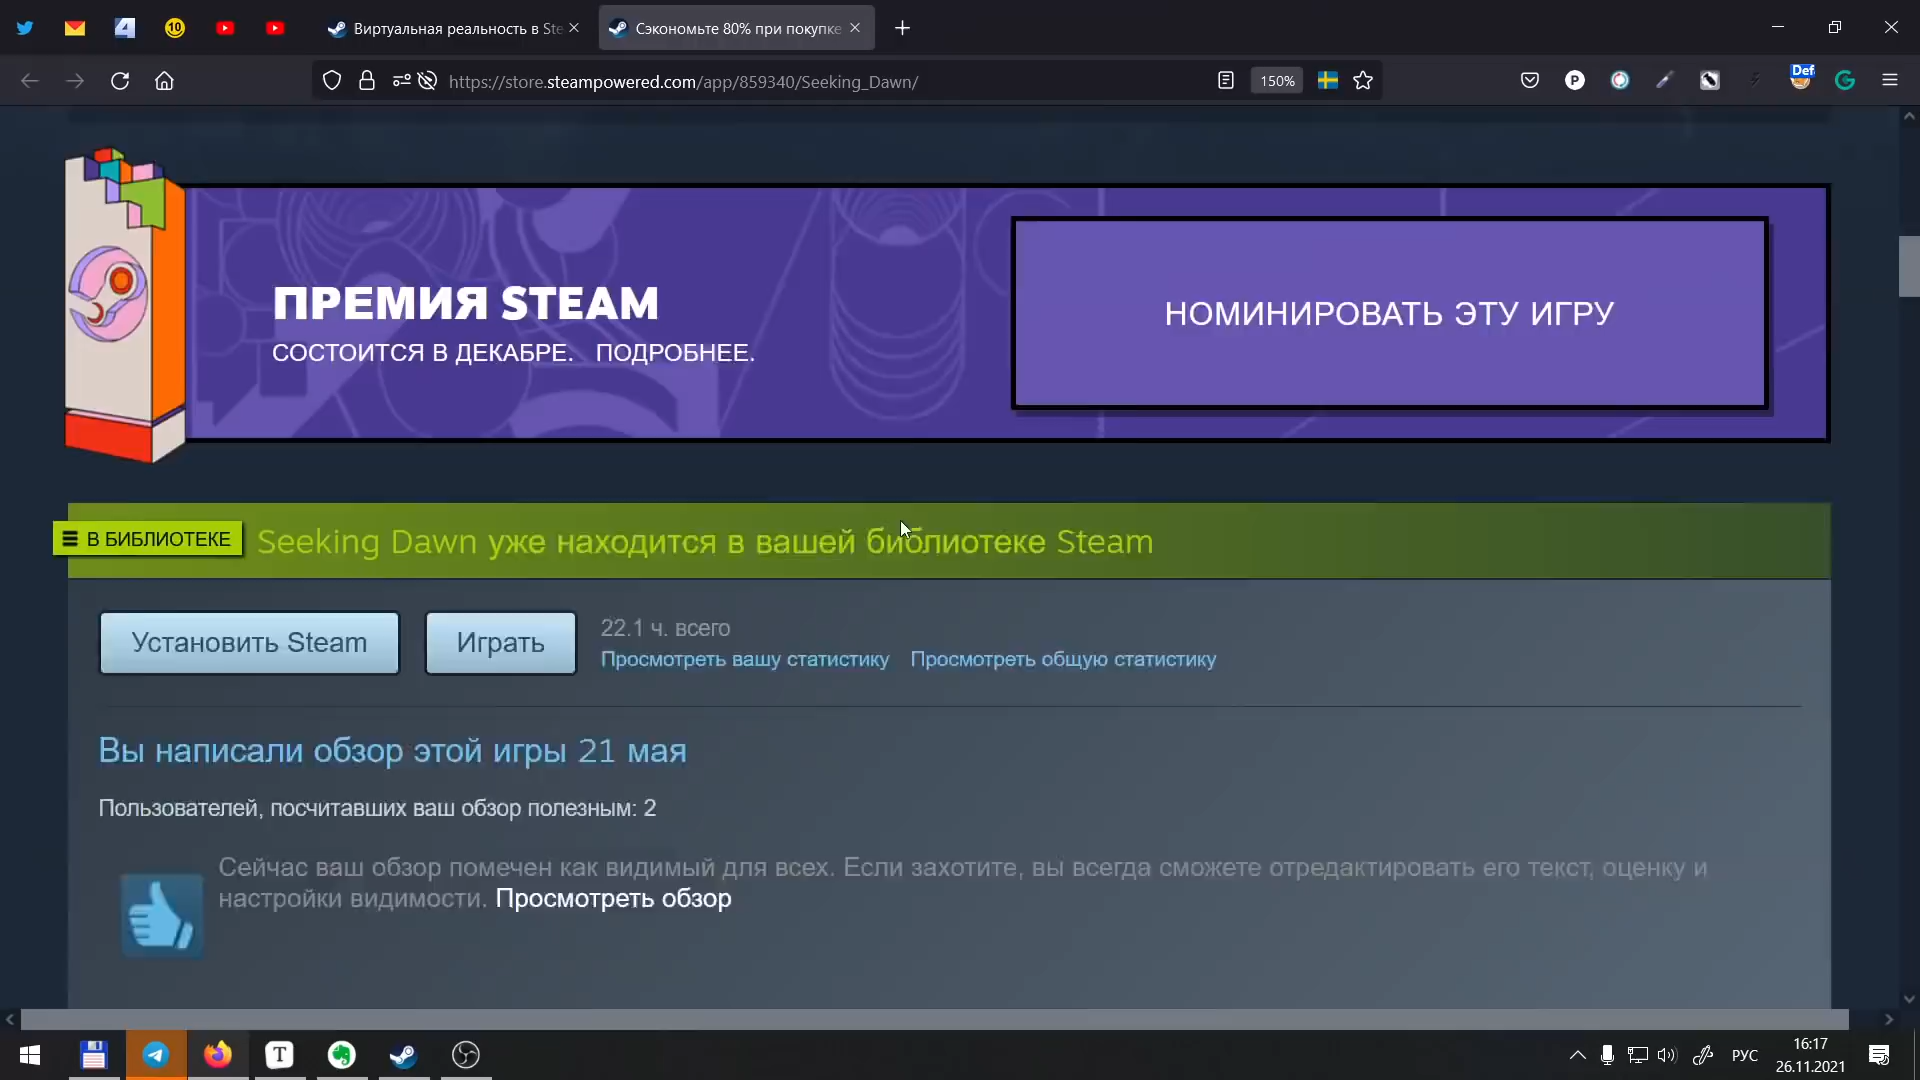 10
Виртуальная реальность в Ste
Сэкономьте 80% при покупке
https://store.steampowered.com/app/859340/Seeking_Dawn/
150%
P
Def
G
ПРЕМИЯ STEAM
СОСТОИТСЯ В ДЕКАБРЕ. ПОДРОБНЕЕ.
НОМИНИРОВАТЬ ЭТУ ИГРУ
В БИБЛИОТЕКЕ
Seeking Dawn уже находится в вашей библиотеке Steam
Установить Steam
Играть
22.1 ч. всего
Просмотреть вашу статистику Просмотреть общую статистику
Вы написали обзор этой игры 21 мая
Пользователей, посчитавших ваш обзор полезным: 2
Сейчас ваш обзор помечен как видимый для всех. Если захотите, вы всегда сможете отредактировать его текст, оценку и
настройки видимости. Просмотреть обзор
T
РУС
16:17
26.11.2021